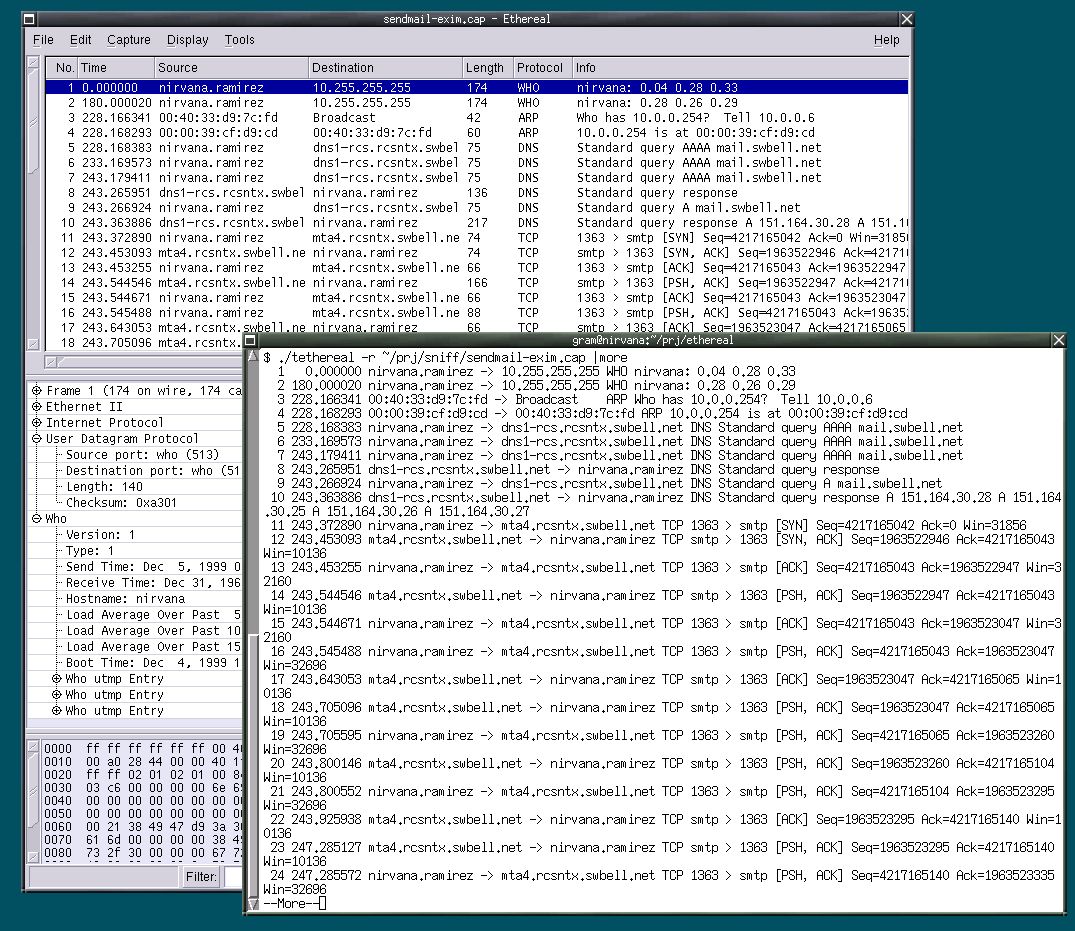 sendmail-exim.cap - Ethereal
File Edit Capture Display Tools Help
No. Time Source Destination Length Protocol Info
1 0.000000 nirvana.ramirez 10.255.255.255 174 WHO nirvana: 0.04 0.28 0.33
2 180.000020 nirvana.ramirez 10.255.255.255 174 WHO nirvana: 0.28 0.26 0.29
3 228.166341 00:40:33:d9:7c:fd Broadcast 42 ARP Who has 10.0.0.254? Tell 10.0.0.6
4 228.168293 00:00:39:cf:d9:cd 00:40:33:d9:7c:fd 60 ARP 10.0.0.254 is at 00:00:39:cf:d9:cd
5 228.168383 nirvana.ramirez dns1-rcs.rcsntx.swbel 75 DNS Standard query AAAA mail.swbell.net
6 233.169573 nirvana.ramirez dns1-rcs.rcsntx.swbel 75 DNS Standard query AAAA mail.swbell.net
7 243.179411 nirvana.ramirez dns1-rcs.rcsntx.swbel 75 DNS Standard query AAAA mail.swbell.net
8 243.265951 dns1-rcs.rcsntx.swbel nirvana.ramirez 136 DNS Standard query response
9 243.266924 nirvana.ramirez dns1-rcs.rcsntx.swbel 75 DNS Standard query A mail.swbell.net
10 243.363886 dns1-rcs.rcsntx.swbel nirvana.ramirez 217 DNS Standard query response A 151.164.30.28 A 151.1
11 243.372890 nirvana.ramirez mta4.rcsntx.swbell.ne 74 TCP 1363 > smtp [SYN] Seq=4217165042 Ack=0 Win=3185
12 243.453093 mta4.rcsntx.swbell.ne nirvana.ramirez 74 TCP smtp > 1363 [SYN, ACK] Seq=1963522946 Ack=4217
13 243.453255 nirvana.ramirez mta4.rcsntx.swbell.ne 66 TCP 1363 > smtp [ACK] Seq=4217165043 Ack=1963522947
14 243.544546 mta4.rcsntx.swbell.ne nirvana.ramirez 166 TCP smtp > 1363 [PSH, ACK] Seq=1963522947 Ack=4217
15 243.544671 nirvana.ramirez mta4.rcsntx.swbell.ne 66 TCP 1363 > smtp [ACK] Seq=4217165043 Ack=1963523047
16 243.545488 nirvana.ramirez mta4.rcsntx.swbell.ne 88 TCP 1363 > smtp [PSH, ACK] Seq=4217165043 Ack=1963
17 243.643053 mta4.rcsntx.swbell.ne nirvana.ramirez 66 TCP smtp > 1363 [ACK] Seq=1963523047 Ack=4217165065
18 243.705096 mta4.rcsn
Frame 1 (174 on wire, 174 ca
Ethernet II
Internet Protocol
User Datagram Protocol
Source port: who (513)
Destination port: who (51
Length: 140
Checksum: 0xa301
Who
Version: 1
Type: 1
Send Time: Dec 5, 1999 0
Receive Time: Dec 31, 196
Hostname: nirvana
Load Average Over Past 5
Load Average Over Past 10
Load Average Over Past 15
Boot Time: Dec 4, 1999 1
Who utmp Entry
Who utmp Entry
Who utmp Entry
0000 ff ff ff ff ff ff 00 4
0010 00 a0 28 44 00 00 40 1
0020 ff ff 02 01 02 01 00 8
0030 03 c6 00 00 00 00 6e 6
0040 00 00 00 00 00 00 00 0
0050 00 00 00 00 00 00 00 0
0060 00 21 38 49 47 d9 3a 3
0070 61 6d 00 00 00 00 38 4
0080 73 2f 30 00 00 00 67 7
Filter:
gram@nirvana:~/prj/ethereal
$ ./tethereal -r ~/prj/sniff/sendmail-exim.cap |more
1 0.000000 nirvana.ramirez -> 10.255.255.255 WHO nirvana: 0.04 0.28 0.33
2 180.000020 nirvana.ramirez -> 10.255.255.255 WHO nirvana: 0.28 0.26 0.29
3 228.166341 00:40:33:d9:7c:fd -> Broadcast ARP Who has 10.0.0.254? Tell 10.0.0.6
4 228.168293 00:00:39:cf:d9:cd -> 00:40:33:d9:7c:fd ARP 10.0.0.254 is at 00:00:39:cf:d9:cd
5 228.168383 nirvana.ramirez -> dns1-rcs.rcsntx.swbell.net DNS Standard query AAAA mail.swbell.net
6 233.169573 nirvana.ramirez -> dns1-rcs.rcsntx.swbell.net DNS Standard query AAAA mail.swbell.net
7 243.179411 nirvana.ramirez -> dns1-rcs.rcsntx.swbell.net DNS Standard query AAAA mail.swbell.net
8 243.265951 dns1-rcs.rcsntx.swbell.net -> nirvana.ramirez DNS Standard query response
9 243.266924 nirvana.ramirez -> dns1-rcs.rcsntx.swbell.net DNS Standard query A mail.swbell.net
10 243.363886 dns1-rcs.rcsntx.swbell.net -> nirvana.ramirez DNS Standard query response A 151.164.30.28 A 151.164
.30.25 A 151.164.30.26 A 151.164.30.27
11 243.372890 nirvana.ramirez -> mta4.rcsntx.swbell.net TCP 1363 > smtp [SYN] Seq=4217165042 Ack=0 Win=31856
12 243.453093 mta4.rcsntx.swbell.net -> nirvana.ramirez TCP smtp > 1363 [SYN, ACK] Seq=1963522946 Ack=4217165043
Win=10136
13 243.453255 nirvana.ramirez -> mta4.rcsntx.swbell.net TCP 1363 > smtp [ACK] Seq=4217165043 Ack=1963522947 Win=3
2160
14 243.544546 mta4.rcsntx.swbell.net -> nirvana.ramirez TCP smtp > 1363 [PSH, ACK] Seq=1963522947 Ack=4217165043
Win=10136
15 243.544671 nirvana.ramirez -> mta4.rcsntx.swbell.net TCP 1363 > smtp [ACK] Seq=4217165043 Ack=1963523047 Win=3
2160
16 243.545488 nirvana.ramirez -> mta4.rcsntx.swbell.net TCP 1363 > smtp [PSH, ACK] Seq=4217165043 Ack=1963523047
Win=32696
17 243.643053 mta4.rcsntx.swbell.net -> nirvana.ramirez TCP smtp > 1363 [ACK] Seq=1963523047 Ack=4217165065 Win=1
0136
18 243.705096 mta4.rcsntx.swbell.net -> nirvana.ramirez TCP smtp > 1363 [PSH, ACK] Seq=1963523047 Ack=4217165065
Win=10136
19 243.705595 nirvana.ramirez -> mta4.rcsntx.swbell.net TCP 1363 > smtp [PSH, ACK] Seq=4217165065 Ack=1963523260
Win=32696
20 243.800146 mta4.rcsntx.swbell.net -> nirvana.ramirez TCP smtp > 1363 [PSH, ACK] Seq=1963523260 Ack=4217165104
Win=10136
21 243.800552 nirvana.ramirez -> mta4.rcsntx.swbell.net TCP 1363 > smtp [PSH, ACK] Seq=4217165104 Ack=1963523295
Win=32696
22 243.925938 mta4.rcsntx.swbell.net -> nirvana.ramirez TCP smtp > 1363 [ACK] Seq=1963523295 Ack=4217165140 Win=1
0136
23 247.285127 mta4.rcsntx.swbell.net -> nirvana.ramirez TCP smtp > 1363 [PSH, ACK] Seq=1963523295 Ack=4217165140
Win=10136
24 247.285572 nirvana.ramirez -> mta4.rcsntx.swbell.net TCP 1363 > smtp [PSH, ACK] Seq=4217165140 Ack=1963523335
Win=32696
--More--